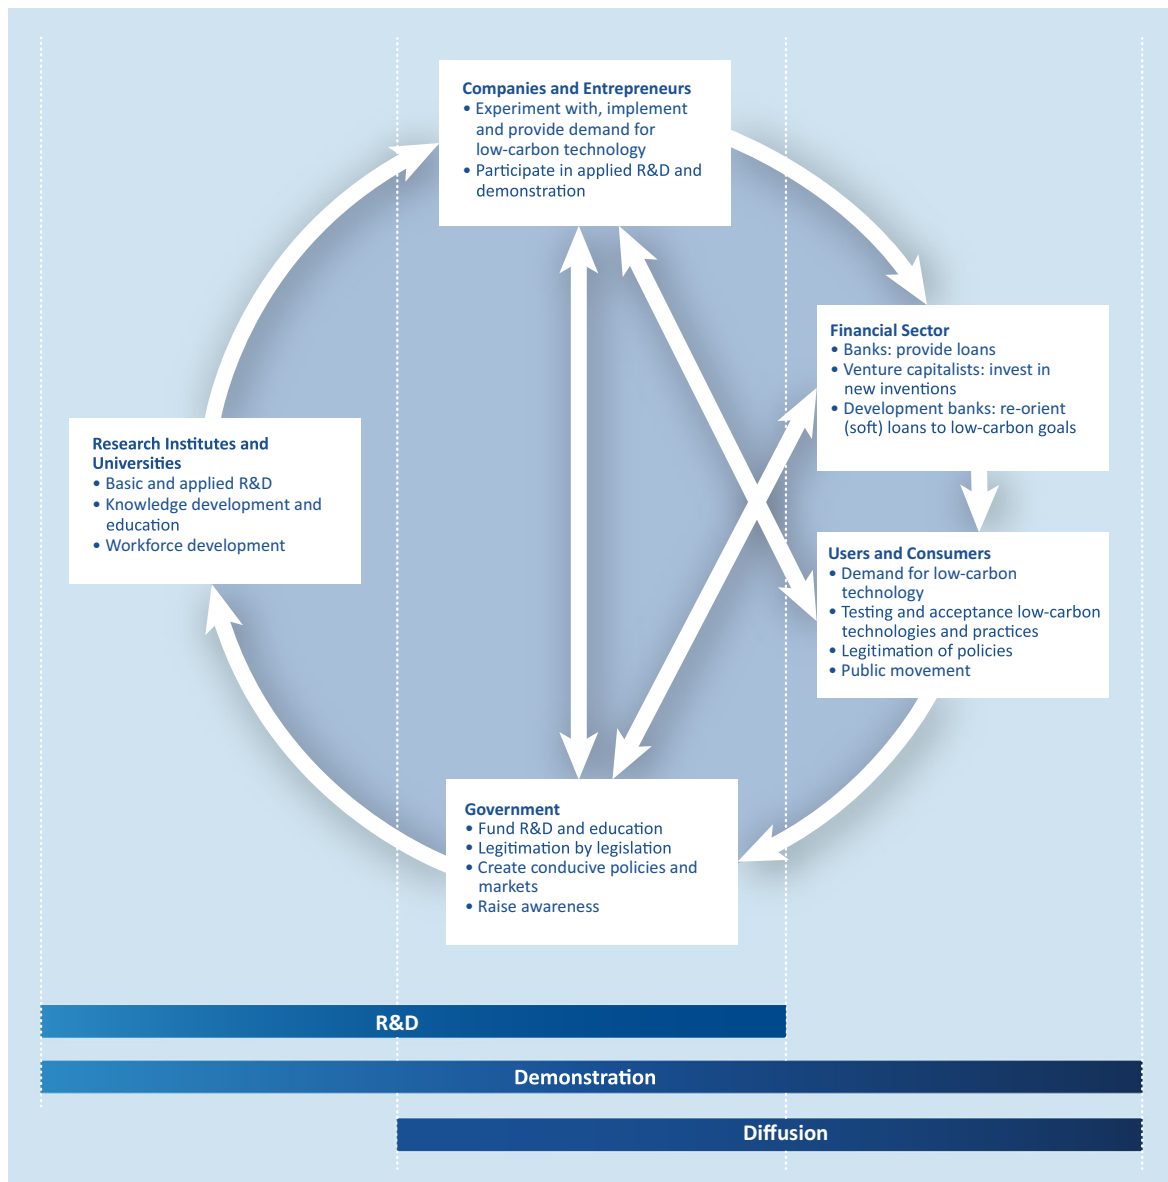 Companies and Entrepreneurs
• Experiment with, implement
and provide demand for
low-carbon technology
• Participate in applied R&D and
demonstration
Financial Sector
• Banks: provide loans
• Venture capitalists: invest in
new inventions
• Development banks: re-orient
(soft) loans to low-carbon goals
Research Institutes and
Universities
• Basic and applied R&D
• Knowledge development and
education
• Workforce development
Users and Consumers
• Demand for low-carbon
technology
• Testing and acceptance low-carbon
technologies and practices
• Legitimation of policies
• Public movement
Government
• Fund R&D and education
• Legitimation by legislation
• Create conducive policies and
markets
• Raise awareness
R&D
Demonstration
Diffusion